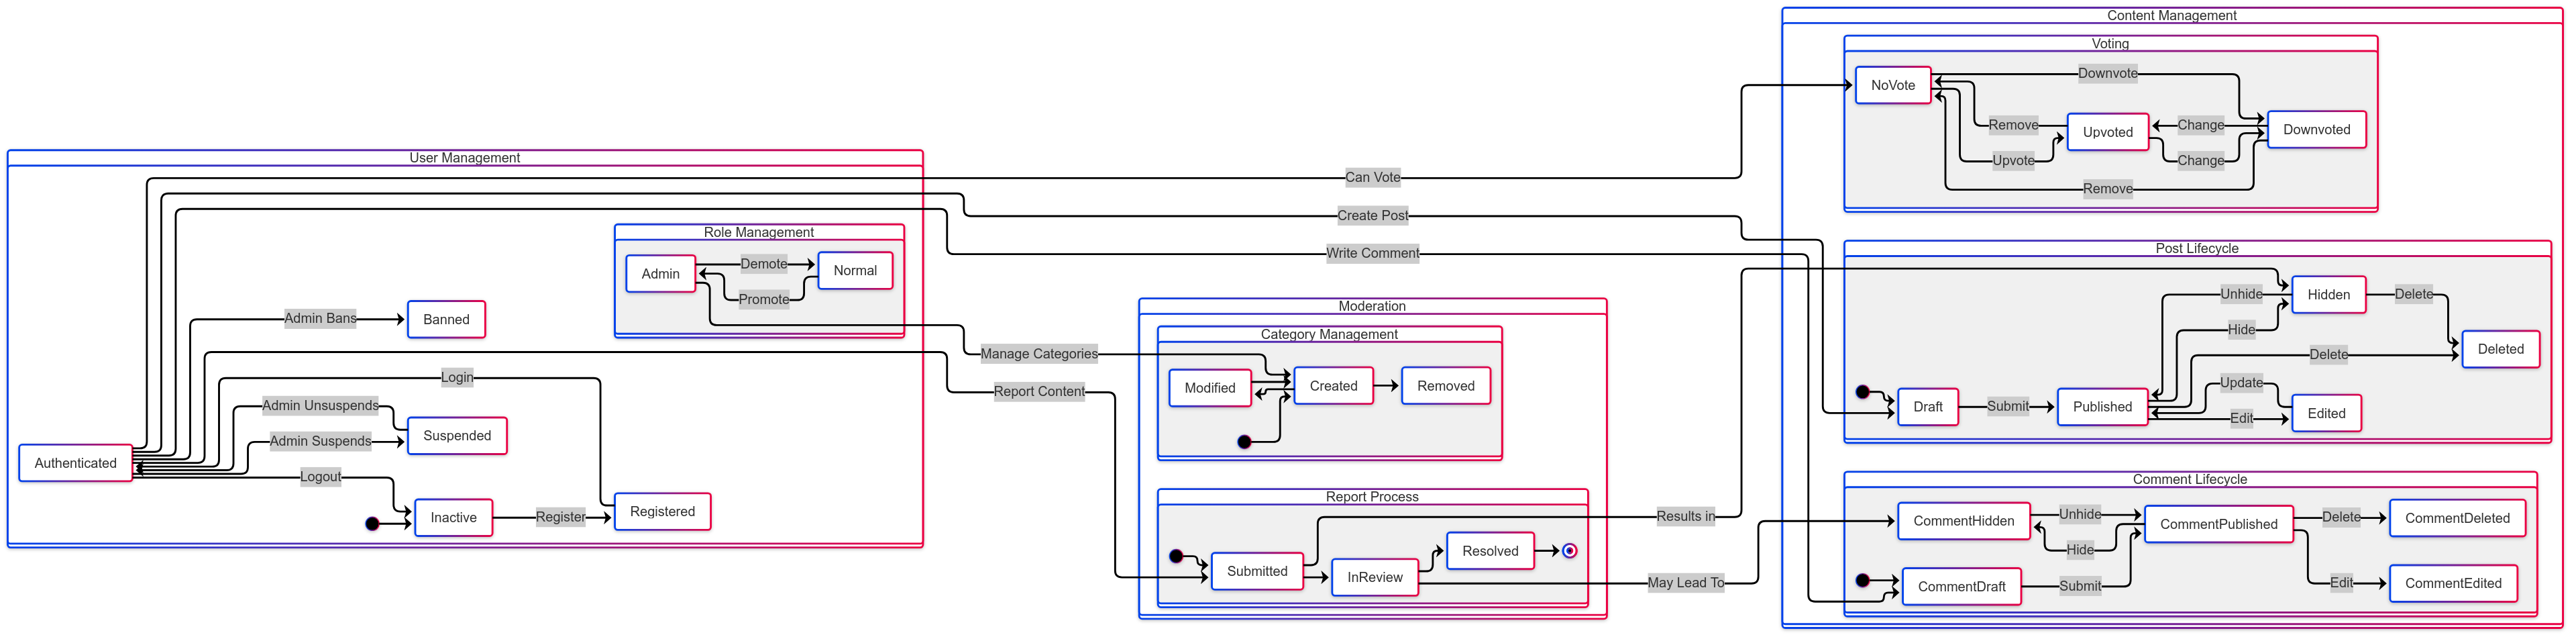 User Management
Role Management
Admin
Demote
Normal
Promote
Admin Bans
Banned
Login
Admin Unsuspends
Suspended
Admin Suspends
Authenticated
Logout
Inactive
Register
Registered
Can Vote
Create Post
Write Comment
Manage Categories
Report Content
Moderation
Category Management
Modified
Created
Removed
Report Process
Submitted
InReview
Resolved
Results in
May Lead To
Content Management
Voting
NoVote
Downvote
Remove
Upvoted
Change
Downvoted
Upvote
Change
Remove
Post Lifecycle
Unhide
Hidden
Delete
Hide
Delete
Deleted
Draft
Submit
Published
Update
Edit
Edited
Comment Lifecycle
CommentHidden
Unhide
CommentPublished
Delete
CommentDeleted
Hide
CommentDraft
Submit
Edit
CommentEdited